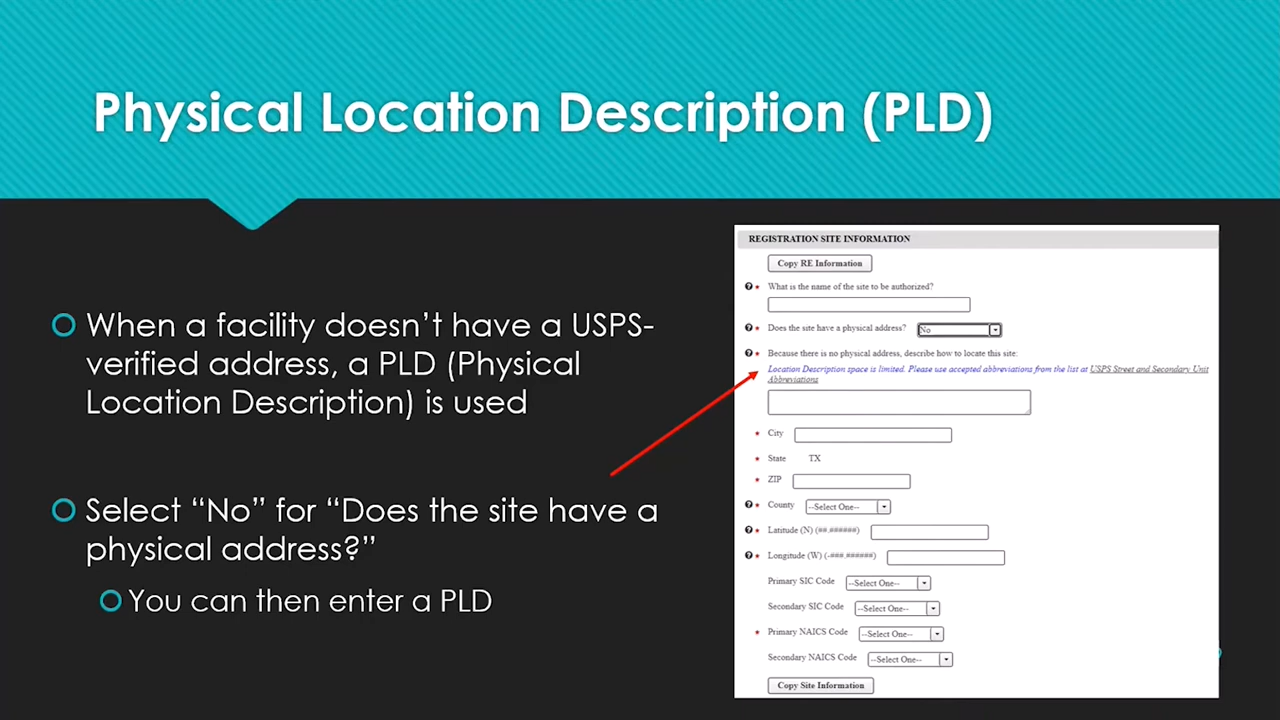 Physical Location Description (PLD)
When a facility doesn't have a USPS-
verified address, a PLD (Physical
Location Description) is used
Select “No” for “Does the site have a
physical address?”
You can then enter a PLD
REGISTRATION SITE INFORMATION
Copy RE Information
* What is the name of the site to be authorized?
* Does the site have a physical address? No
* Because there is no physical address, describe how to locate this site:
Location Description space is limited. Please use accepted abbreviations from the list at USPS Street and Secondary Unit
Abbreviations
* City
* State TX
* ZIP
* County --Select One--
* Latitude (N) (##.######)
* Longitude (W) (-###.######)
Primary SIC Code --Select One--
Secondary SIC Code --Select One--
* Primary NAICS Code --Select One--
Secondary NAICS Code --Select One--
Copy Site Information